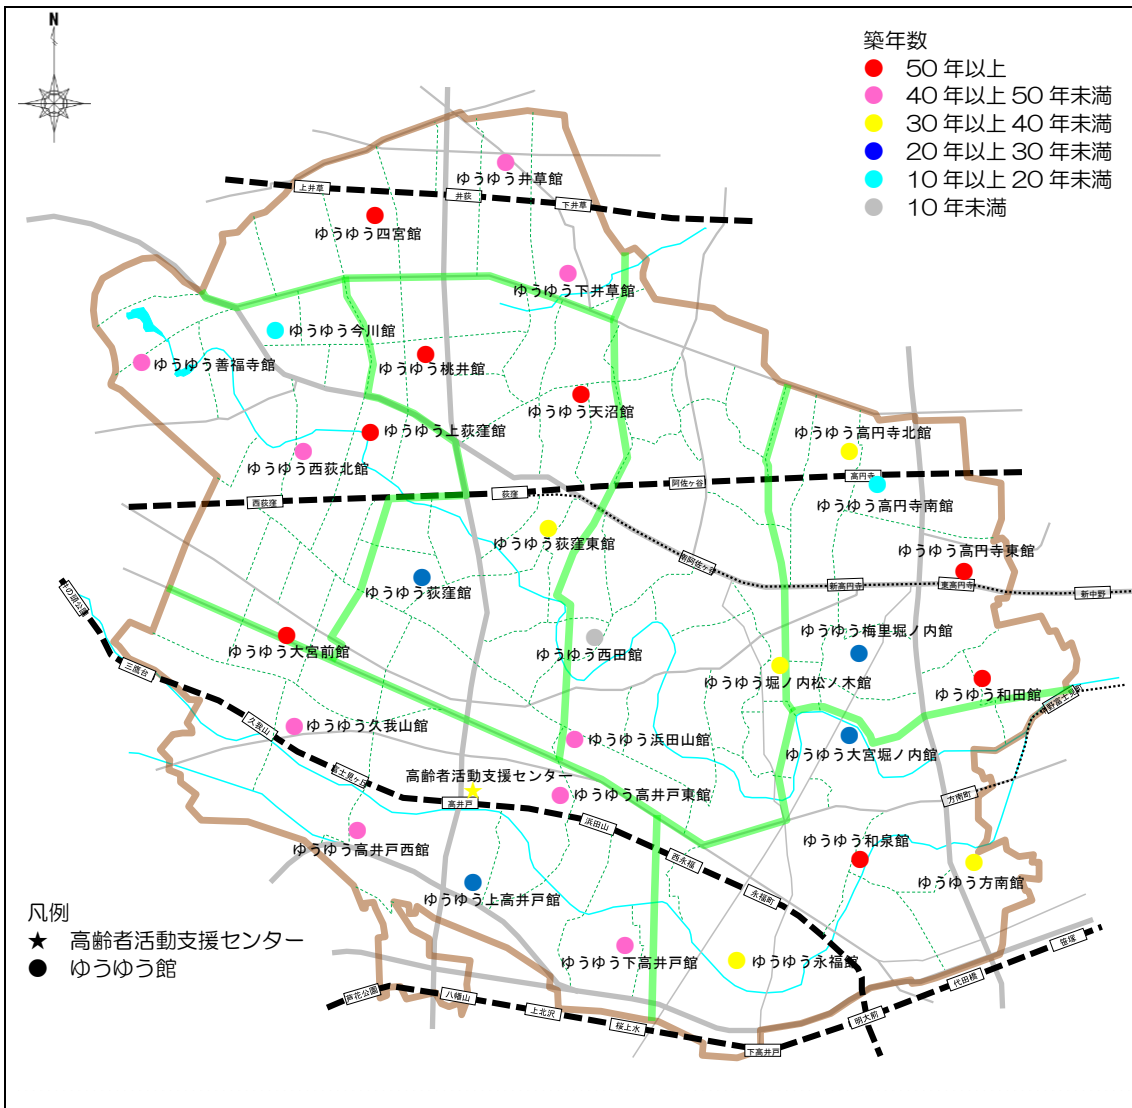 N
築年数
50 年以上
40 年以上 50 年未満
30 年以上 40 年未満
20 年以上 30 年未満
10 年以上 20 年未満
10 年未満
ゆうゆう井草館
上井草
井荻
下井草
ゆうゆう四宮館
ゆうゆう下井草館
ゆうゆう今川館
ゆうゆう善福寺館
ゆうゆう桃井館
ゆうゆう天沼館
ゆうゆう上荻窪館
ゆうゆう高円寺北館
ゆうゆう西荻北館
高円寺
阿佐ヶ谷
荻窪
西荻窪
ゆうゆう高円寺南館
ゆうゆう荻窪東館
ゆうゆう高円寺東館
南阿佐ヶ谷
新高円寺
東高円寺
新中野
ゆうゆう荻窪館
井の頭公園
ゆうゆう梅里堀ノ内館
ゆうゆう大宮前館
ゆうゆう西田館
三鷹台
ゆうゆう堀ノ内松ノ木館
ゆうゆう和田館
中野富士見町
久我山
ゆうゆう久我山館
ゆうゆう浜田山館
ゆうゆう大宮堀ノ内館
富士見ヶ丘
高齢者活動支援センター
高井戸
ゆうゆう高井戸東館
方南町
浜田山
ゆうゆう高井戸西館
西永福
ゆうゆう和泉館
ゆうゆう方南館
ゆうゆう上高井戸館
永福町
凡例
高齢者活動支援センター
ゆうゆう館
ゆうゆう下高井戸館
ゆうゆう永福館
笹塚
代田橋
芦花公園
八幡山
上北沢
桜上水
明大前
下高井戸